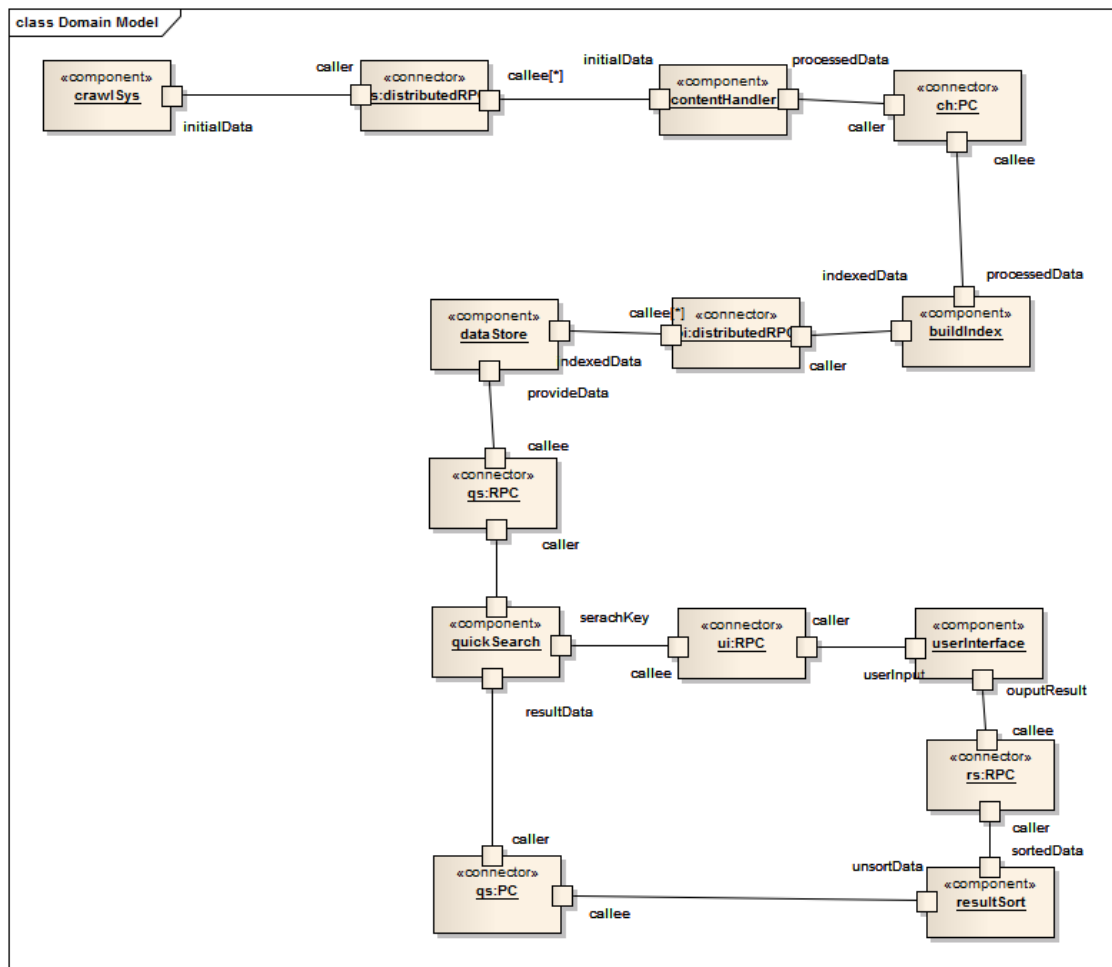 class Domain Model
«component»
crawlSys
initialData
caller
«connector»
s:distributedRPC
callee[*]
initialData
«component»
contentHandler
processedData
caller
«connector»
ch:PC
callee
processedData
indexedData
«component»
buildIndex
caller
«connector»
bi:distributedRPC
callee[*]
indexedData
«component»
dataStore
provideData
callee
«connector»
qs:RPC
caller
«component»
quickSearch
serachKey
callee
«connector»
ui:RPC
caller
userInput
«component»
userInterface
ouputResult
callee
«connector»
rs:RPC
caller
sortedData
resultData
caller
«connector»
qs:PC
callee
unsortData
«component»
resultSort